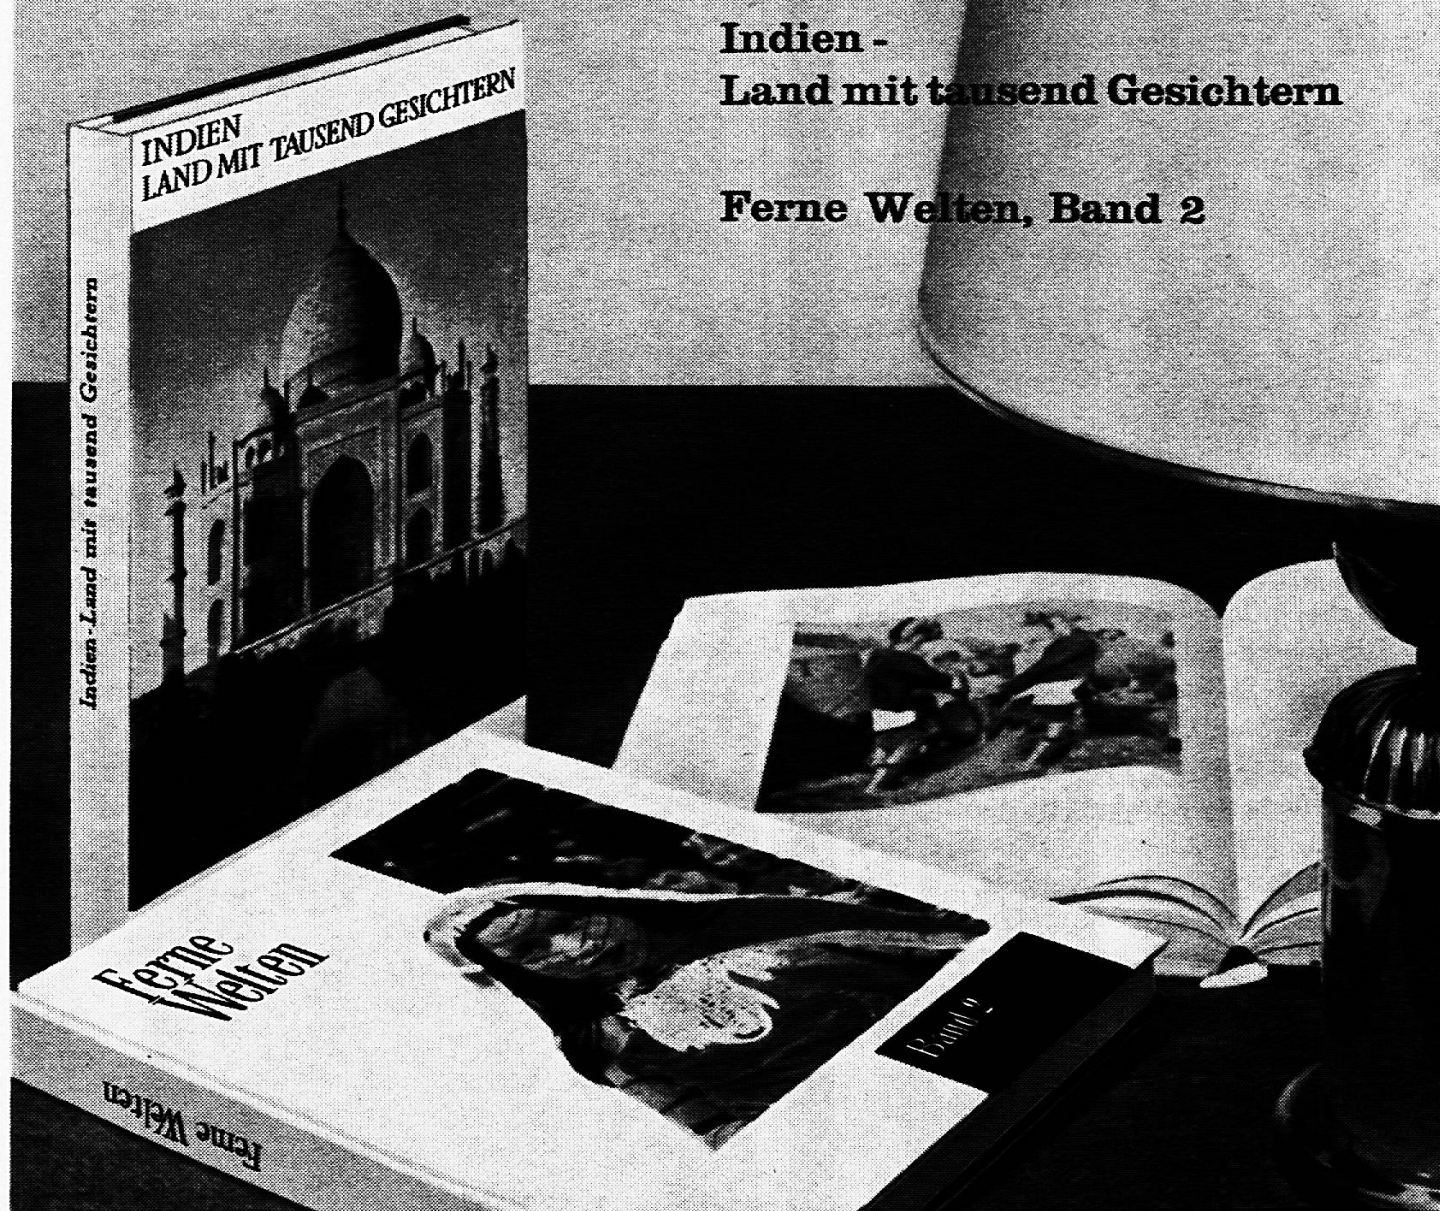 Indien -
Land mit tausend Gesichtern
Ferne Welten, Band 2
INDIEN
LAND MIT TAUSEND GESICHTERN
Indien-Land mit tausend Gesichtern
Ferne
Welten
Band 2
Ferne Welten